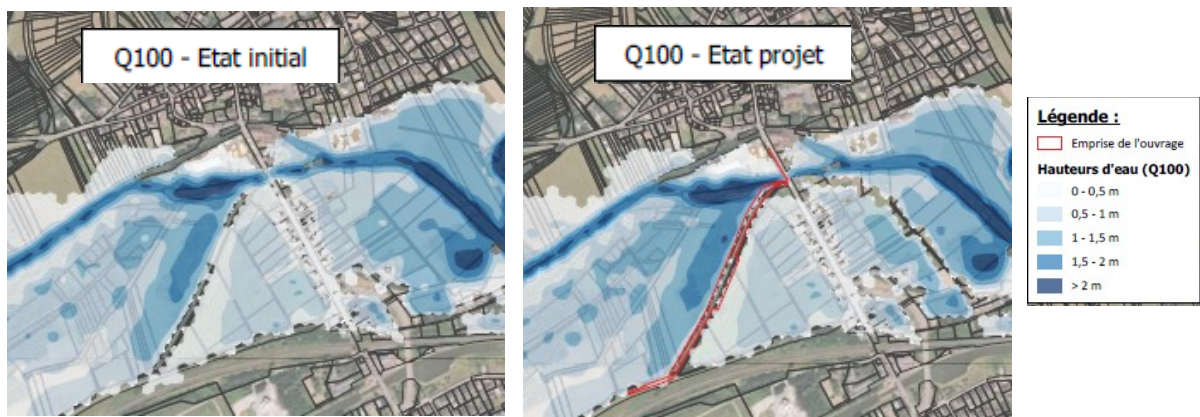 Q100 - Etat initial
Q100 - Etat projet
Légende :
Emprise de l'ouvrage
Hauteurs d'eau (Q100)
0 - 0,5 m
0,5 - 1 m
1 - 1,5 m
1,5 - 2 m
> 2 m